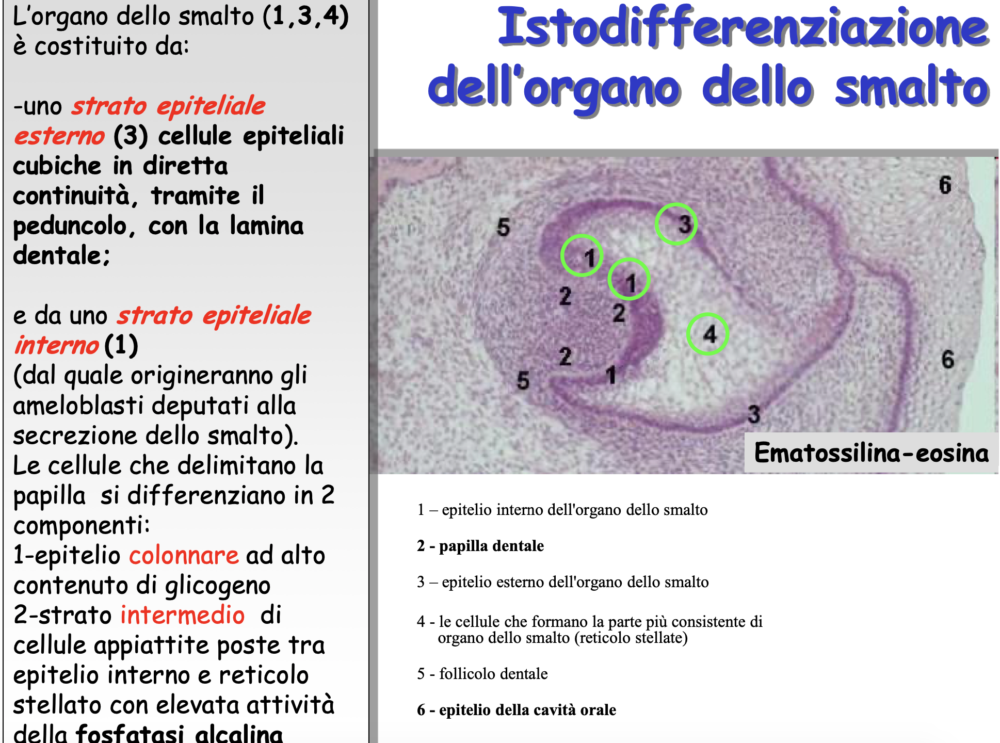 L'organo dello smalto (1,3,4)
è costituito da:
-uno strato epiteliale
esterno (3) cellule epiteliali
cubiche in diretta
continuità, tramite il
peduncolo, con la lamina
dentale;
e da uno strato epiteliale
interno (1)
(dal quale origineranno gli
ameloblasti deputati alla
secrezione dello smalto).
Le cellule che delimitano la
papilla si differenziano in 2
componenti:
1-epitelio colonnare ad alto
contenuto di glicogeno
2-strato intermedio di
cellule appiattite poste tra
epitelio interno e reticolo
stellato con elevata attività
della fosfatasi alcalina
Istodifferenziazione
dell'organo dello smalto
6
5
3
1
1
2
2
4
2
6
5
1
3
Ematossilina-eosina
1 – epitelio interno dell'organo dello smalto
2 - papilla dentale
3 – epitelio esterno dell'organo dello smalto
4 - le cellule che formano la parte più consistente di
organo dello smalto (reticolo stellate)
5 - follicolo dentale
6 - epitelio della cavità orale